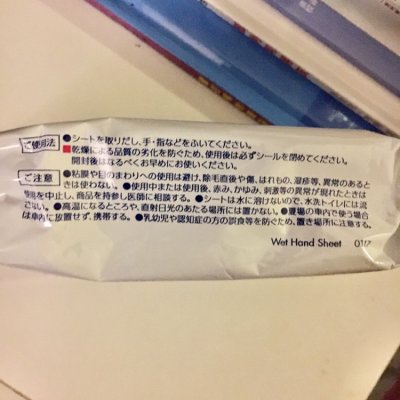 ご使用法 ●シートを取りだし、手・指などをふいてください。
■乾燥による品質の劣化を防ぐため、使用後は必ずシールを閉めてください。
開封後はなるべくお早めにお使いください。
ご注意 ●粘膜や目のまわりへの使用は避け、除毛直後や傷、はれもの、湿疹等、異常のあると
きは使わない。●使用中または使用後、赤み、かゆみ、刺激等の異常が現れたときは
使用を中止し、商品を持参し医師に相談する。●シートは水に溶けないので、水洗トイレには流
さない。●高温になるところや、直射日光のあたる場所には置かない。●夏場の車内で使う場合
は車内に放置せず、携帯する。●乳幼児や認知症の方の誤食等を防ぐため、置き場所に注意する。
Wet Hand Sheet